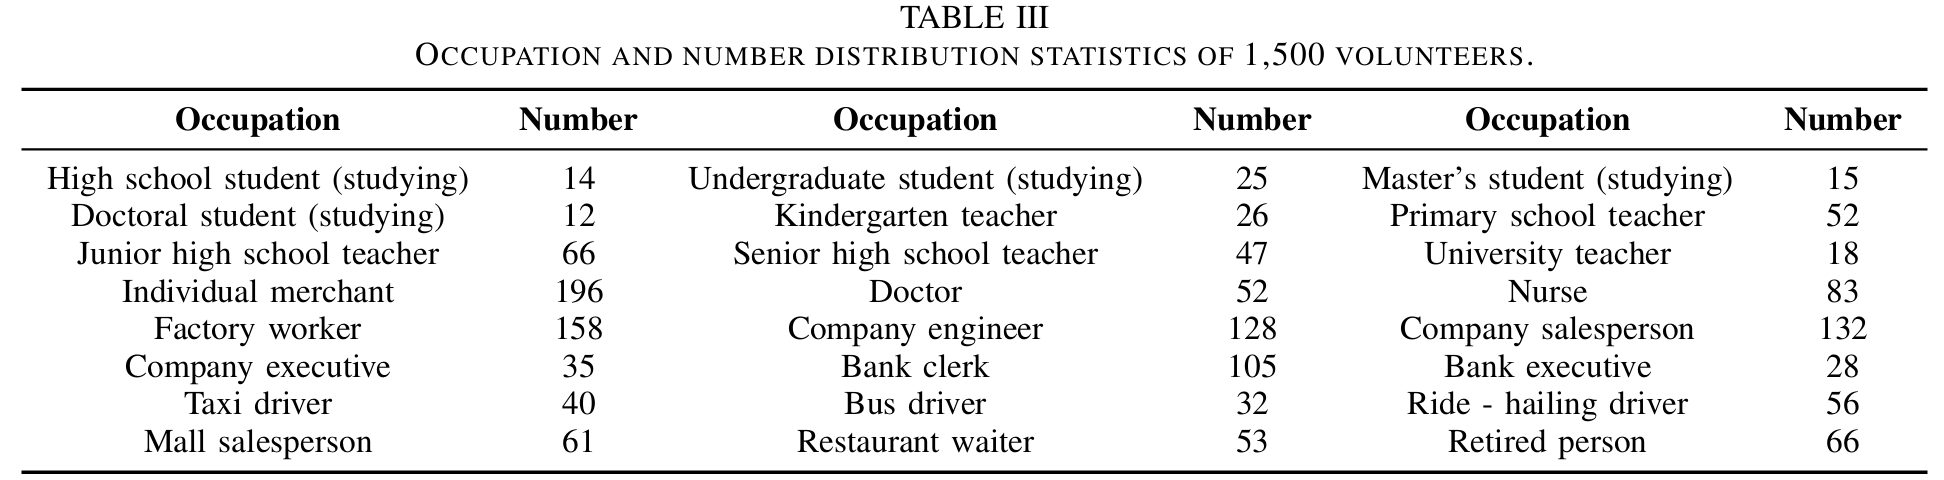 TABLE III
OCCUPATION AND NUMBER DISTRIBUTION STATISTICS OF 1,500 VOLUNTEERS.
Occupation Number Occupation Number Occupation Number
High school student (studying) 14 Undergraduate student (studying) 25 Master's student (studying) 15
Doctoral student (studying) 12 Kindergarten teacher 26 Primary school teacher 52
Junior high school teacher 66 Senior high school teacher 47 University teacher 18
Individual merchant 196 Doctor 52 Nurse 83
Factory worker 158 Company engineer 128 Company salesperson 132
Company executive 35 Bank clerk 105 Bank executive 28
Taxi driver 40 Bus driver 32 Ride - hailing driver 56
Mall salesperson 61 Restaurant waiter 53 Retired person 66